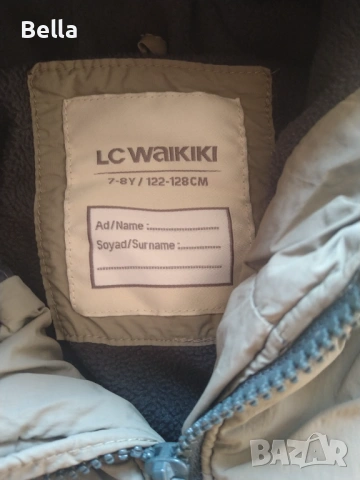 Bella
LC WAIKIKI
7-8Y / 122-128CM
Ad/Name :
Soyad/Surname :
BAZAR